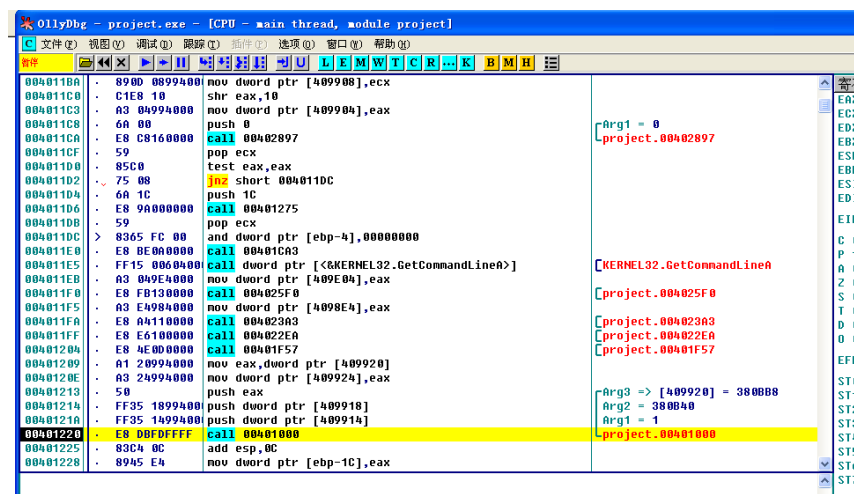 OllyDbg - project.exe - [CPU - main thread, module project]
C 文件(F) 视图(V) 调试(D) 跟踪(T) 插件(P) 选项(O) 窗口(W) 帮助(H)
暂停 L E M W T C R ... K B M H
004011BA . 890D 0899400 mov dword ptr [409908],ecx
004011C0 . C1E8 10 shr eax,10
004011C3 . A3 04994000 mov dword ptr [409904],eax
004011C8 . 6A 00 push 0 Arg1 = 0
004011CA . E8 C8160000 call 00402897 project.00402897
004011CF . 59 pop ecx
004011D0 . 85C0 test eax,eax
004011D2 . 75 08 jnz short 004011DC
004011D4 . 6A 1C push 1C
004011D6 . E8 9A000000 call 00401275
004011DB . 59 pop ecx
004011DC > 8365 FC 00 and dword ptr [ebp-4],00000000
004011E0 . E8 BE0A0000 call 00401CA3
004011E5 . FF15 0060400 call dword ptr [<&KERNEL32.GetCommandLineA>] KERNEL32.GetCommandLineA
004011EB . A3 049E4000 mov dword ptr [409E04],eax
004011F0 . E8 FB130000 call 004025F0 project.004025F0
004011F5 . A3 E4984000 mov dword ptr [4098E4],eax
004011FA . E8 A4110000 call 004023A3 project.004023A3
004011FF . E8 E6100000 call 004022EA project.004022EA
00401204 . E8 4E0D0000 call 00401F57 project.00401F57
00401209 . A1 20994000 mov eax,dword ptr [409920]
0040120E . A3 24994000 mov dword ptr [409924],eax
00401213 . 50 push eax Arg3 => [409920] = 380BB8
00401214 . FF35 1899400 push dword ptr [409918] Arg2 = 380B40
0040121A . FF35 1499400 push dword ptr [409914] Arg1 = 1
00401220 . E8 DBFDFFFF call 00401000 project.00401000
00401225 . 83C4 0C add esp,0C
00401228 . 8945 E4 mov dword ptr [ebp-1C],eax
EFI